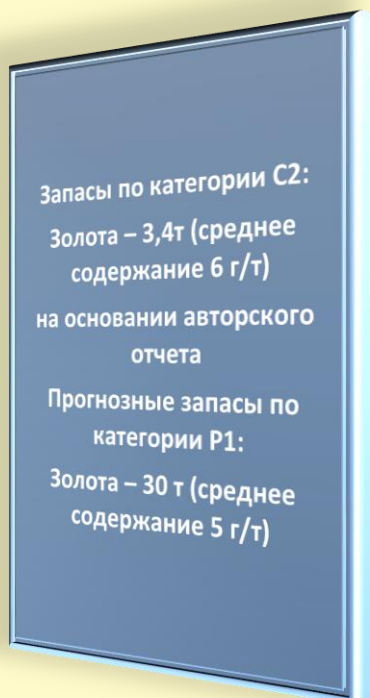 Запасы по категории С2:
Золота – 3,4т (среднее
содержание 6 г/т)
на основании авторского
отчета
Прогнозные запасы по
категории Р1:
Золота – 30 т (среднее
содержание 5 г/т)